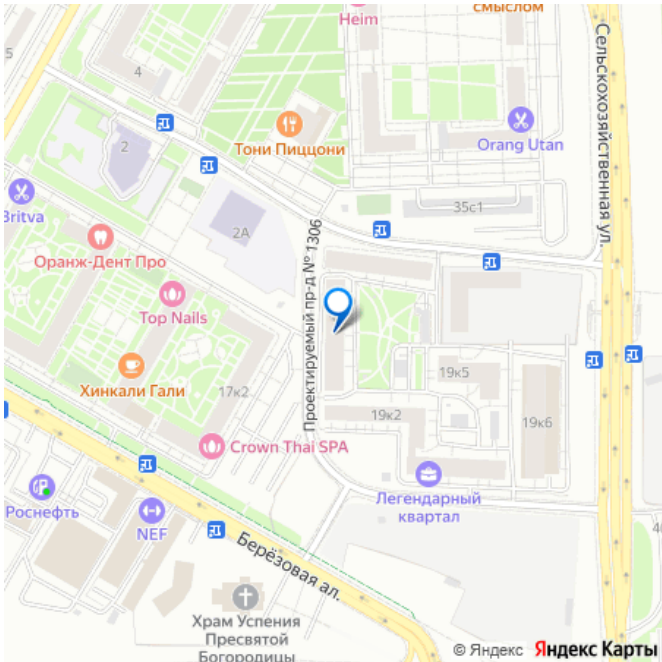 Heim
смыслом
Сельскохозяйственная ул.
4
Orang Utan
Тони Пиццони
2
35с1
Britva
2А
Проектируемый пр-д № 1306
Оранж-Дент Про
Top Nails
Хинкали Гали
17к2
19к5
19к2
19к6
Crown Thai SPA
Легендарный
квартал
Роснефть
NEF
Берёзовая ал.
Храм Успения
Пресвятой
Богородицы
© Яндекс Яндекс Карты